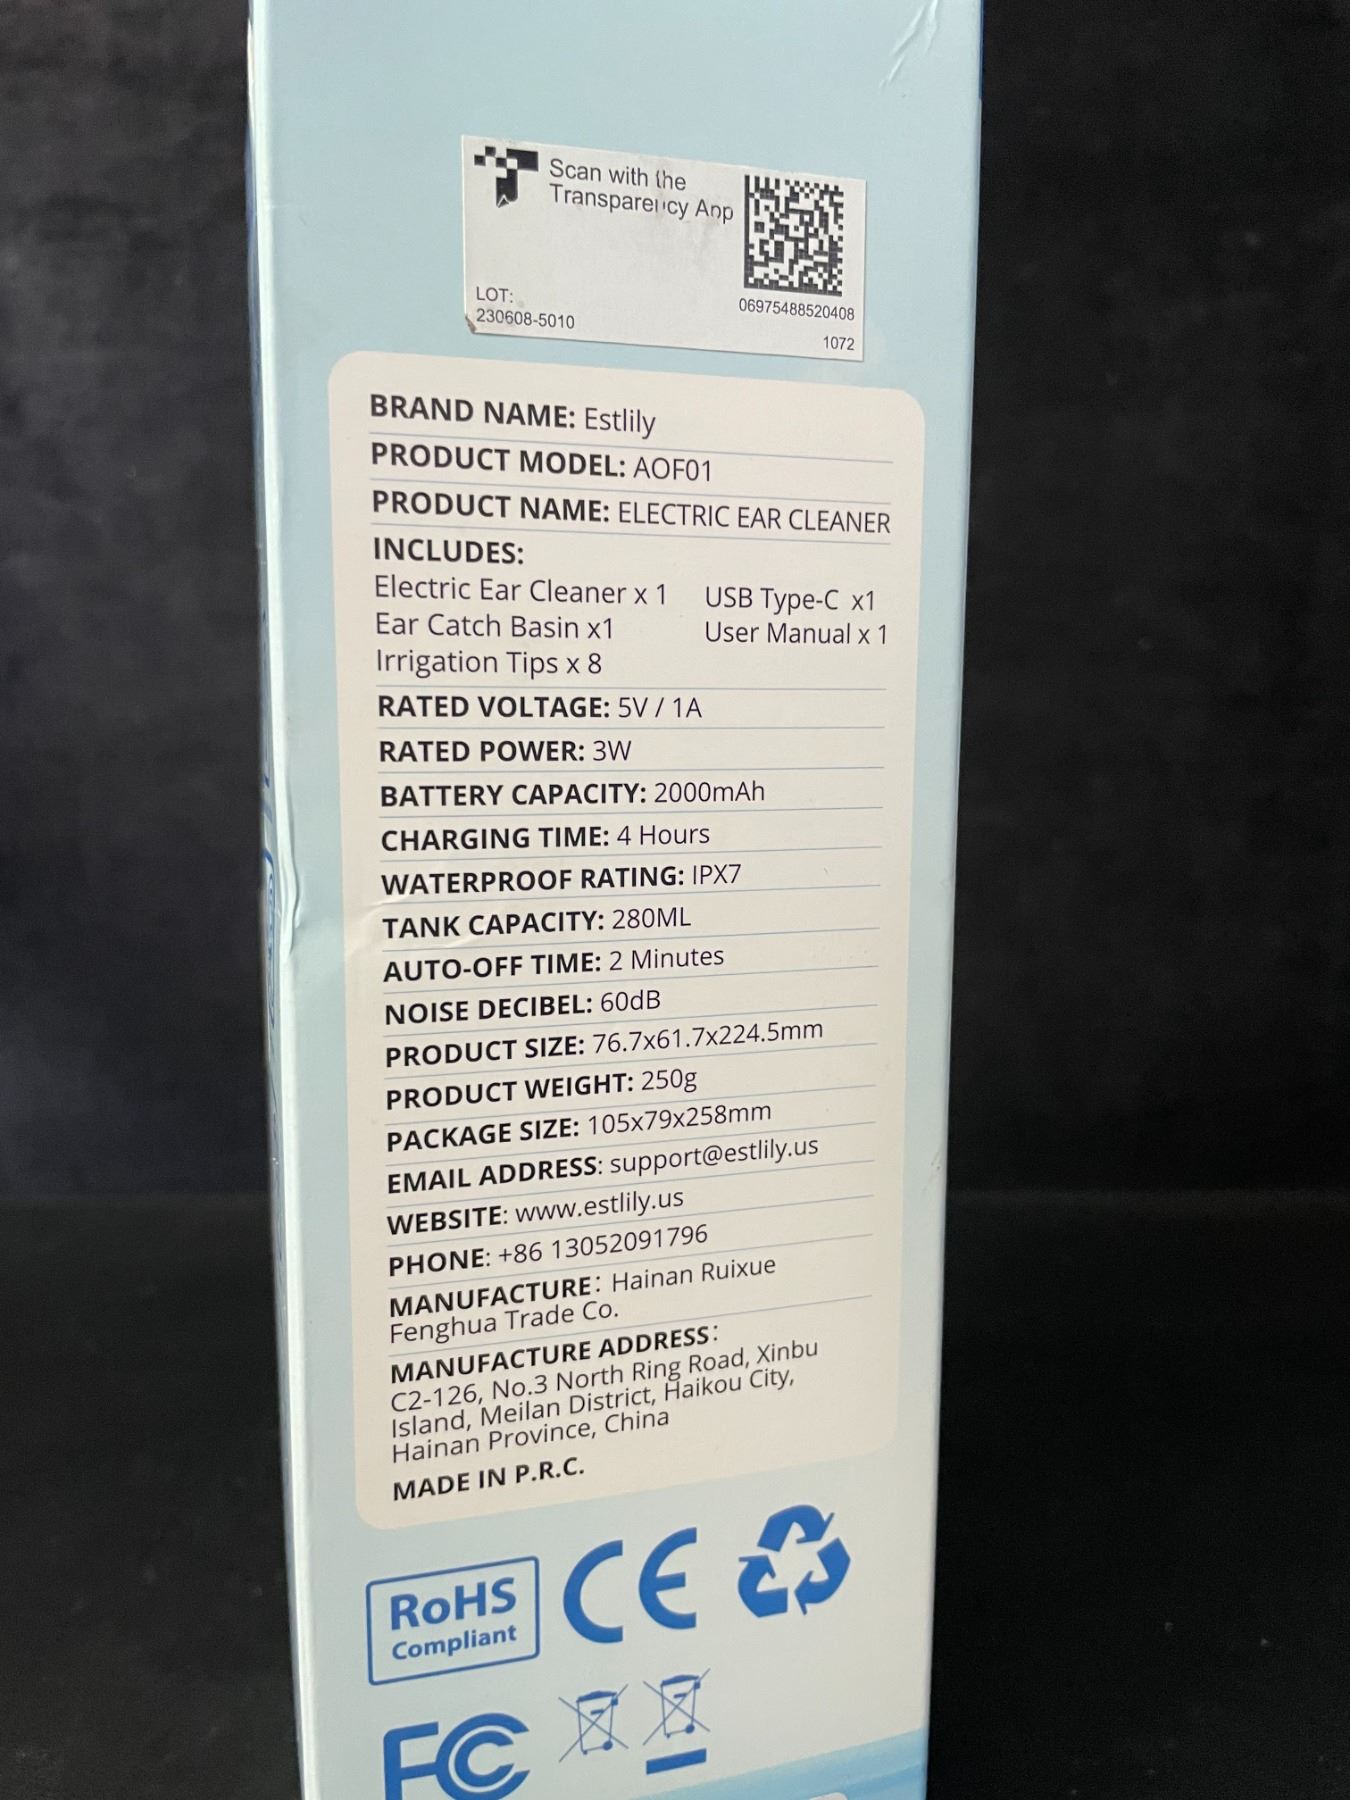 Scan with the
Transparency App
LOT:
230608-5010
06975488520408
1072
BRAND NAME: Estlily
PRODUCT MODEL: AOF01
PRODUCT NAME: ELECTRIC EAR CLEANER
INCLUDES:
Electric Ear Cleaner x 1 USB Type-C x1
Ear Catch Basin x1 User Manual x 1
Irrigation Tips x 8
RATED VOLTAGE: 5V / 1A
RATED POWER: 3W
BATTERY CAPACITY: 2000mAh
CHARGING TIME: 4 Hours
WATERPROOF RATING: IPX7
TANK CAPACITY: 280ML
AUTO-OFF TIME: 2 Minutes
NOISE DECIBEL: 60dB
PRODUCT SIZE: 76.7x61.7x224.5mm
PRODUCT WEIGHT: 250g
PACKAGE SIZE: 105x79x258mm
EMAIL ADDRESS: support@estlily.us
WEBSITE: www.estlily.us
PHONE: +86 13052091796
MANUFACTURE: Hainan Ruixue
Fenghua Trade Co.
MANUFACTURE ADDRESS:
C2-126, No.3 North Ring Road, Xinbu
Island, Meilan District, Haikou City,
Hainan Province, China
MADE IN P.R.C.
RoHS
Compliant
CE
FC